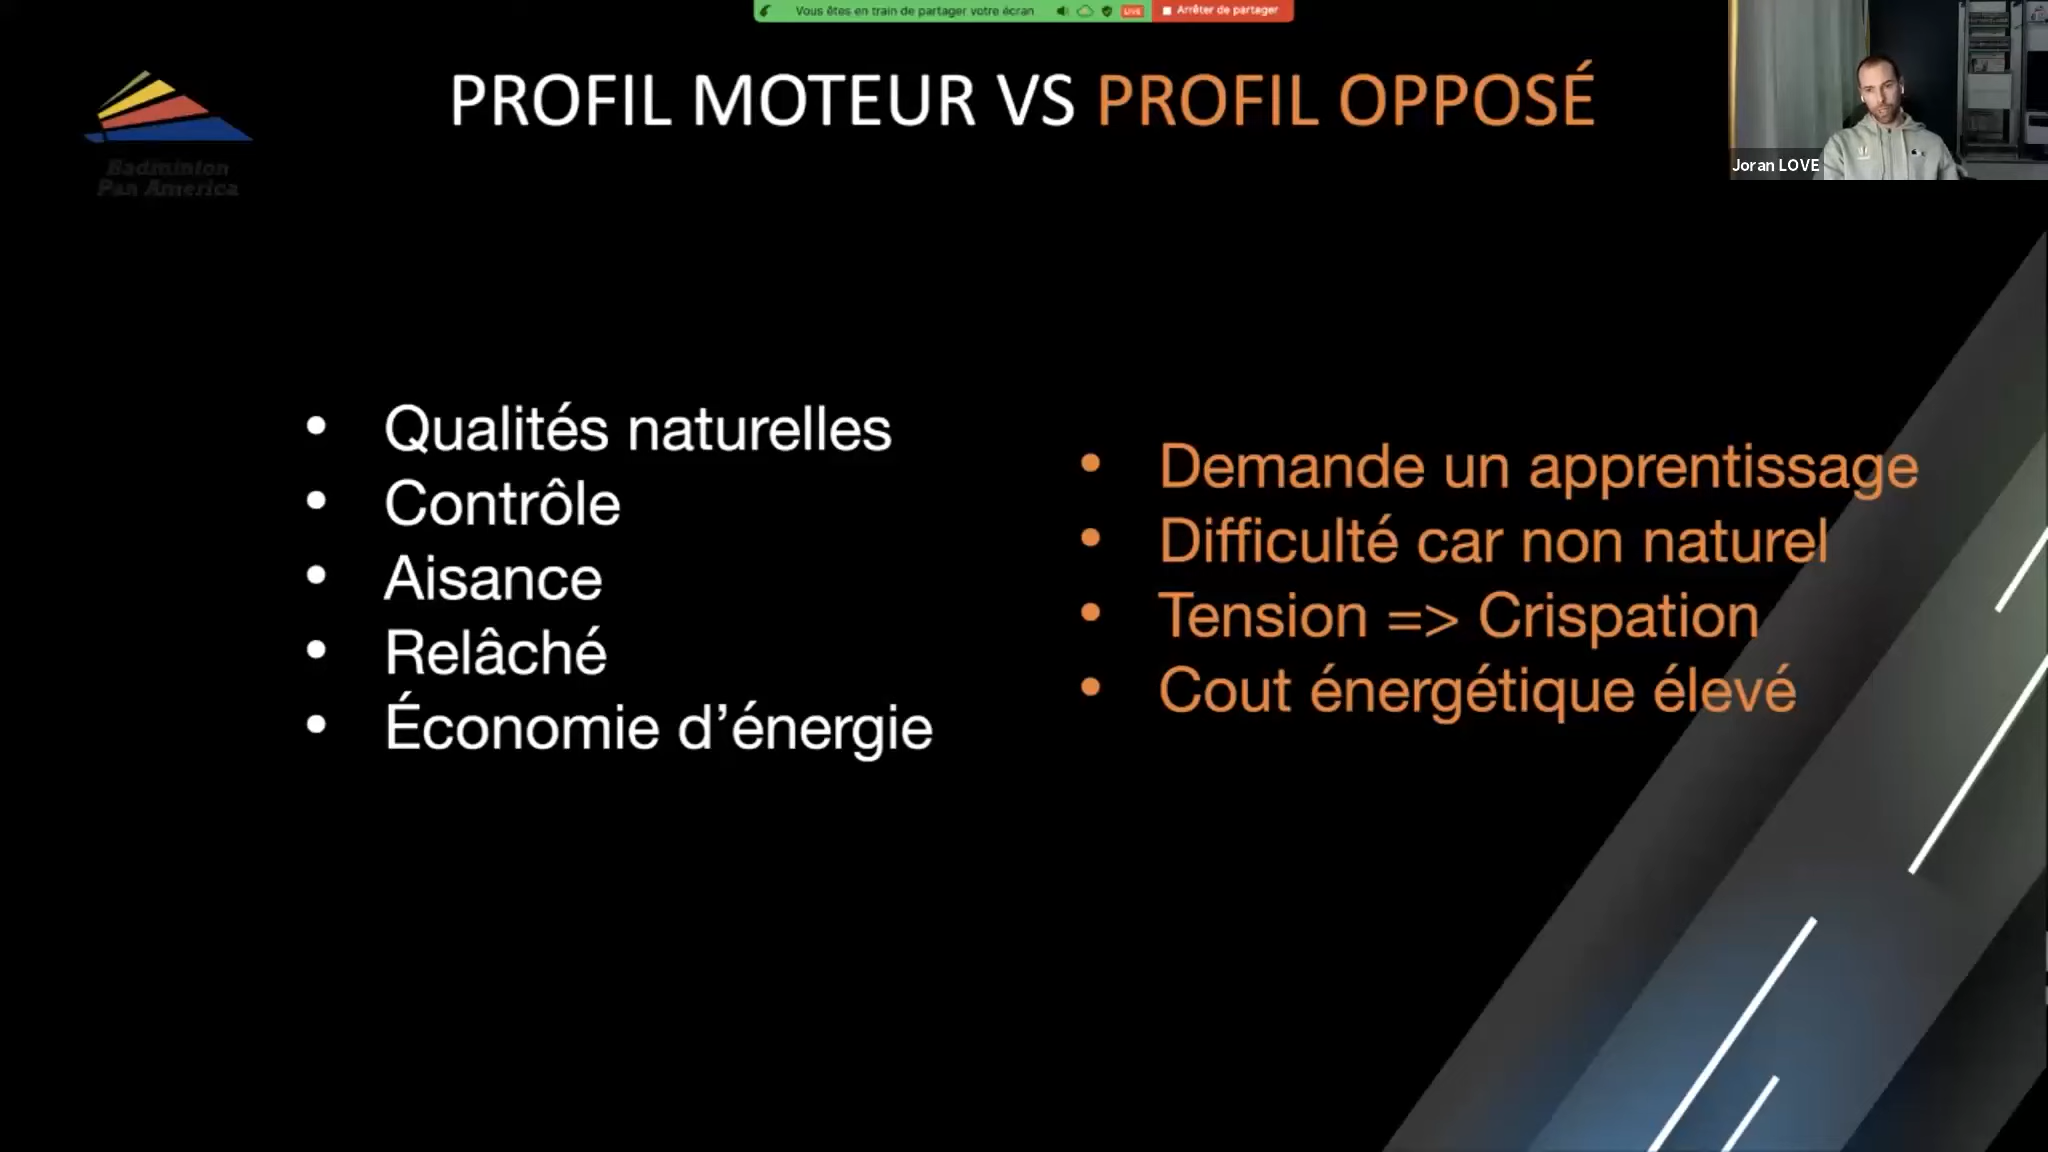 Vous êtes en train de partager votre écran
LIVE
Arrêter de partager
PROFIL MOTEUR VS PROFIL OPPOSÉ
Joran LOVE
Badminton
Pan America
• Qualités naturelles
• Contrôle
• Aisance
• Relâché
• Économie d’énergie
• Demande un apprentissage
• Difficulté car non naturel
• Tension => Crispation
• Cout énergétique élevé